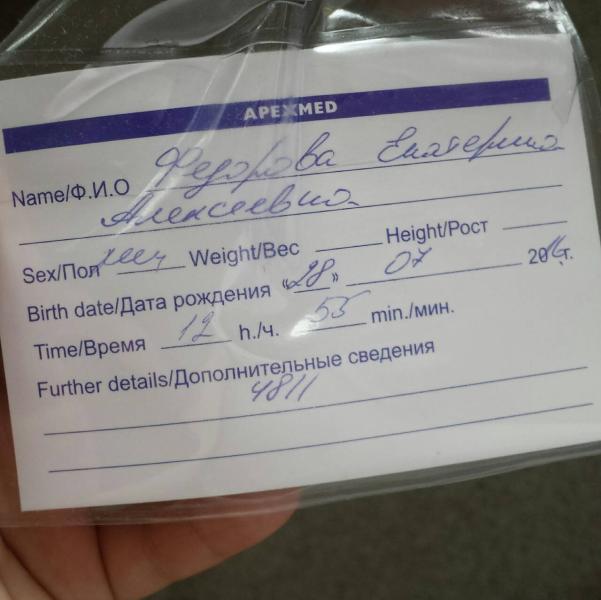 APEXMED
Name/Ф.И.О Федорова Екатерина
Алексеевна
Sex/Пол Weight/Вес Height/Рост
Birth date/Дата рождения «28» 07 2016г.
Time/Время 12 h./ч. 55 min./мин.
Further details/Дополнительные сведения
4811